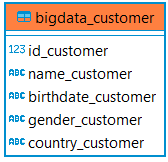 bigdata_customer
123 id_customer
ABC name_customer
ABC birthdate_customer
ABC gender_customer
ABC country_customer